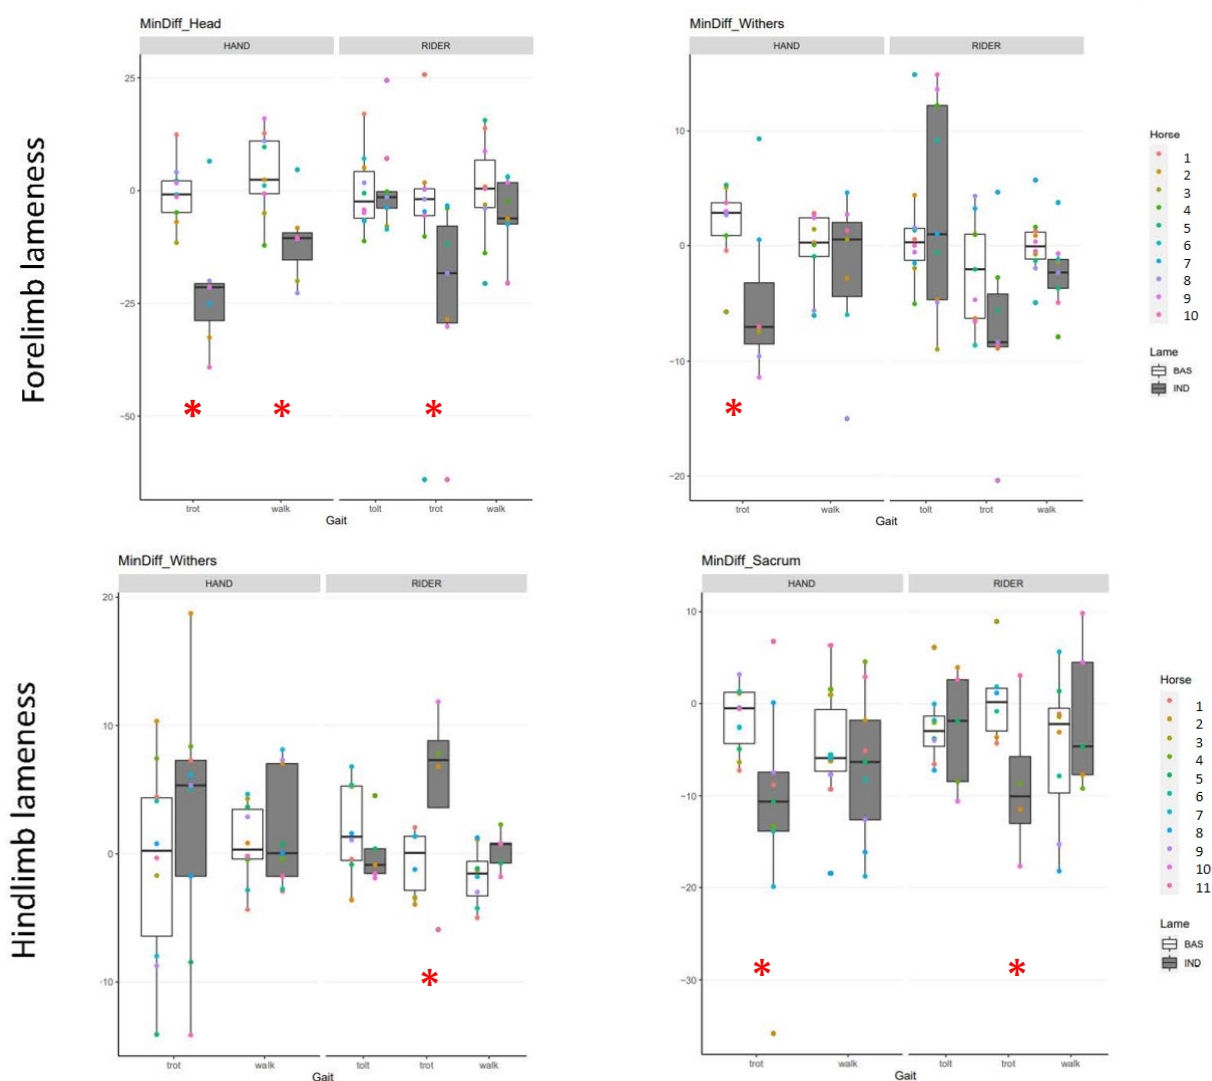 Forelimb lameness
MinDiff_Head
HAND RIDER
25
0
−25
−50
* * *
trot walk tolt trot walk
Gait
MinDiff_Withers
HAND RIDER
10
0
−10
−20
*
trot walk tolt trot walk
Gait
Horse
1
2
3
4
5
6
7
8
9
10
Lame
BAS
IND
Hindlimb lameness
MinDiff_Withers
HAND RIDER
20
10
0
−10
*
trot walk tolt trot walk
Gait
MinDiff_Sacrum
HAND RIDER
10
0
−10
−20
−30
* *
trot walk tolt trot walk
Gait
Horse
1
2
3
4
5
6
7
8
9
10
11
Lame
BAS
IND